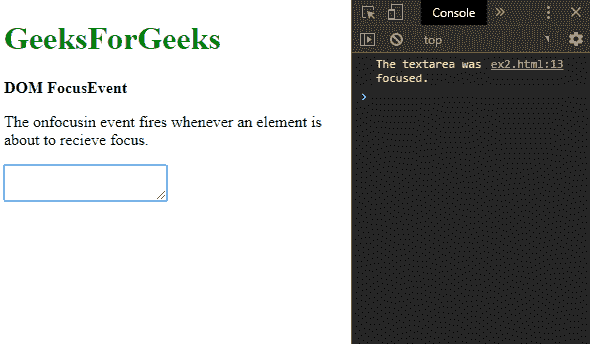 GeeksForGeeks
DOM FocusEvent
The onfocusin event fires whenever an element is
about to recieve focus.
Console
top
The textarea was ex2.html:13
focused.